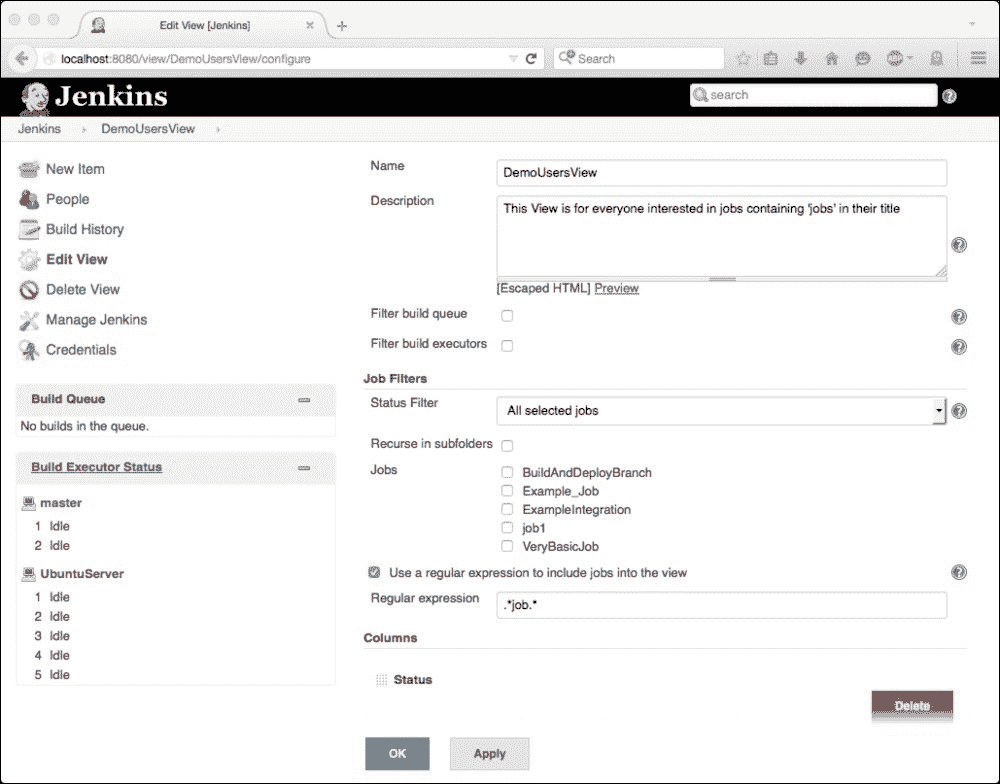 Edit View [Jenkins]
localhost:8080/view/DemoUsersView/configure
Search
Jenkins
search
Jenkins
DemoUsersView
New Item
People
Build History
Edit View
Delete View
Manage Jenkins
Credentials
Build Queue
No builds in the queue.
Build Executor Status
master
1 Idle
2 Idle
UbuntuServer
1 Idle
2 Idle
3 Idle
4 Idle
5 Idle
Name
DemoUsersView
Description
This View is for everyone interested in jobs containing 'jobs' in their title
[Escaped HTML] Preview
Filter build queue
Filter build executors
Job Filters
Status Filter
All selected jobs
Recurse in subfolders
Jobs
BuildAndDeployBranch
Example_Job
ExampleIntegration
job1
VeryBasicJob
Use a regular expression to include jobs into the view
Regular expression
.*job.*
Columns
Status
Delete
OK
Apply